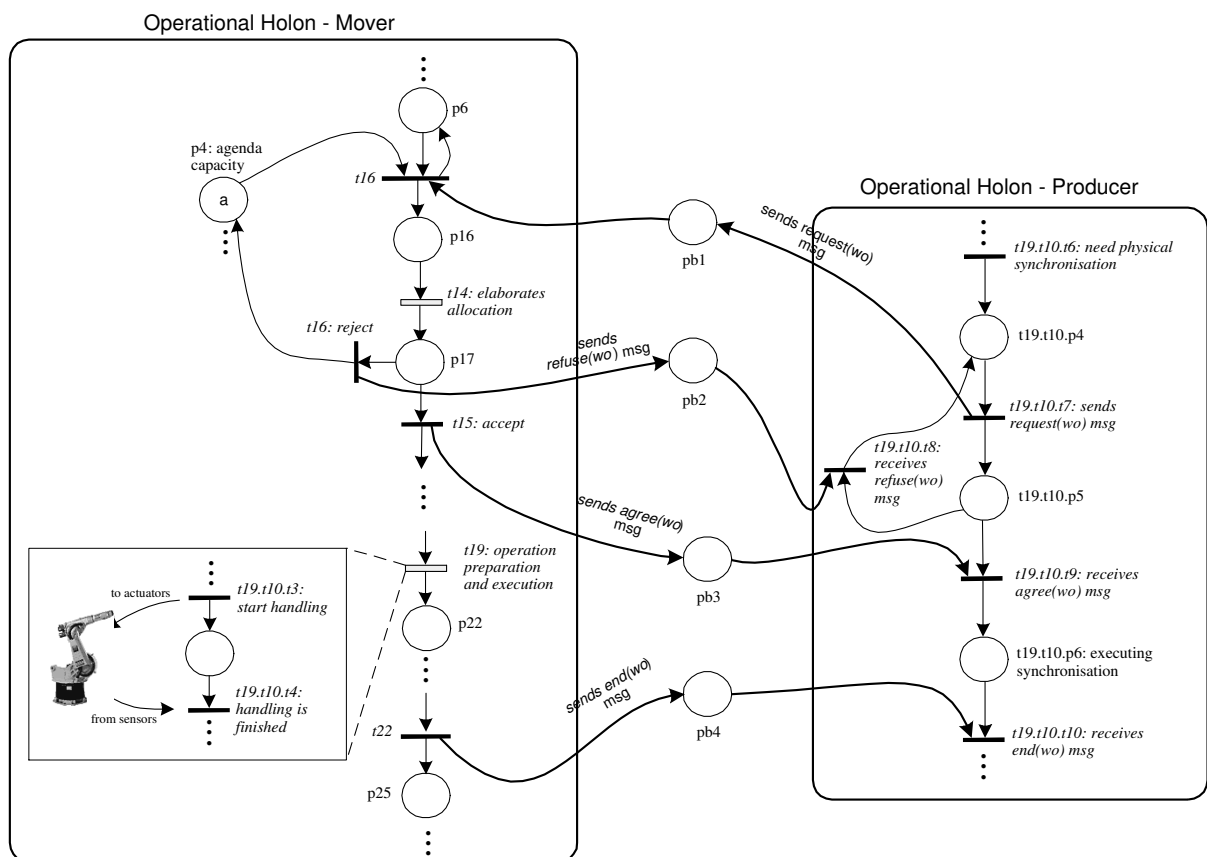 Operational Holon - Mover
p6
p4: agenda
capacity
a
t16
p16
t14: elaborates
allocation
t16: reject
p17
t15: accept
t19: operation
preparation
and execution
p22
t22
p25
to actuators
t19.t10.t3:
start handling
from sensors
t19.t10.t4:
handling is
finished
sends request(wo)
msg
pb1
sends
refuse(wo) msg
pb2
sends agree(wo)
msg
pb3
sends end(wo)
msg
pb4
Operational Holon - Producer
t19.t10.t6: need physical
synchronisation
t19.t10.p4
t19.t10.t7: sends
request(wo) msg
t19.t10.t8:
receives
refuse(wo)
msg
t19.t10.p5
t19.t10.t9: receives
agree(wo) msg
t19.t10.p6: executing
synchronisation
t19.t10.t10: receives
end(wo) msg